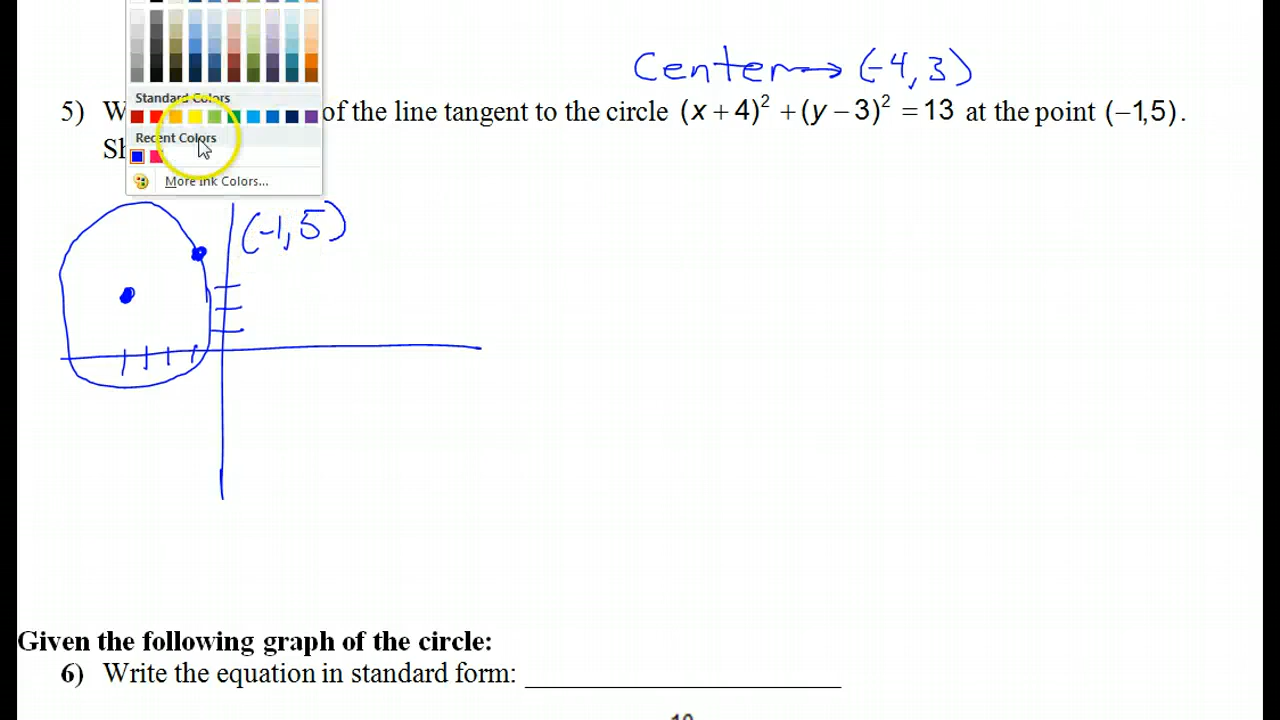 Center → (-4, 3)
Standard Colors
5) W of the line tangent to the circle (x + 4)² + (y − 3)² = 13 at the point (−1,5).
Recent Colors
Sh
More Ink Colors...
(-1, 5)
Given the following graph of the circle:
6) Write the equation in standard form: ____________________